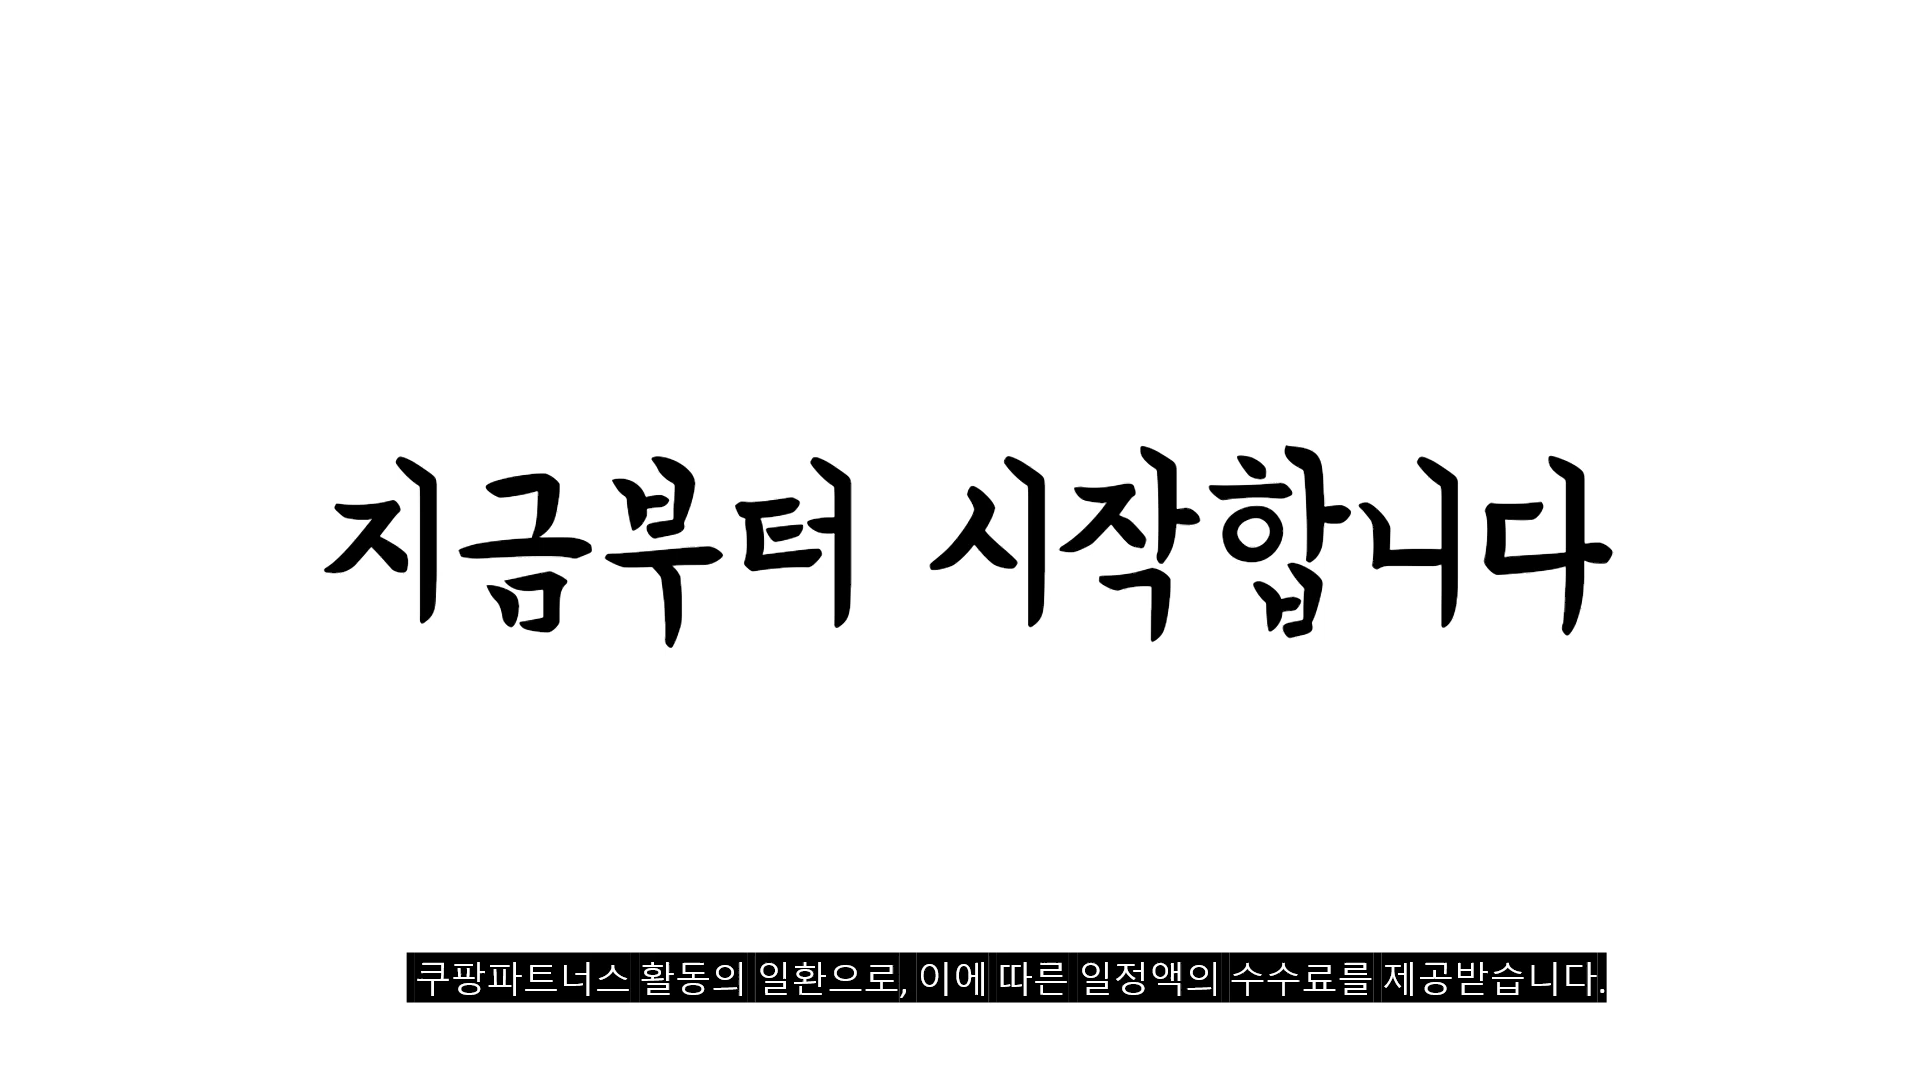 지금부터 시작합니다
쿠팡파트너스 활동의 일환으로, 이에 따른 일정액의 수수료를 제공받습니다.